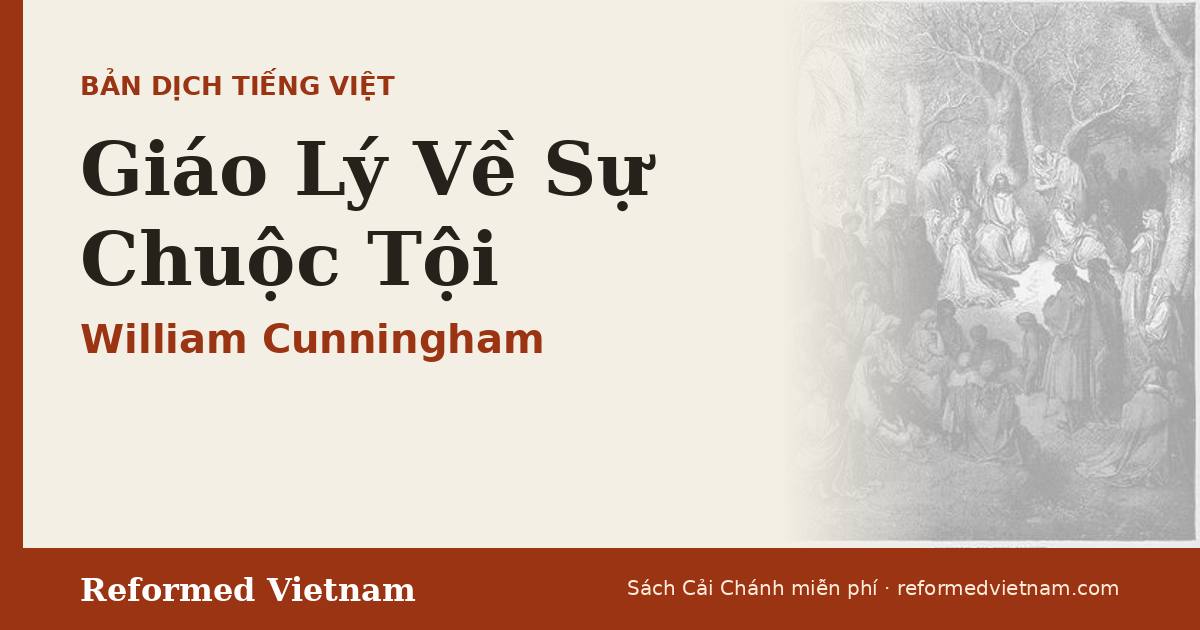 BẢN DỊCH TIẾNG VIỆT
Giáo Lý Về Sự
Chuộc Tội
William Cunningham
Reformed Vietnam
Sách Cải Chánh miễn phí · reformedvietnam.com